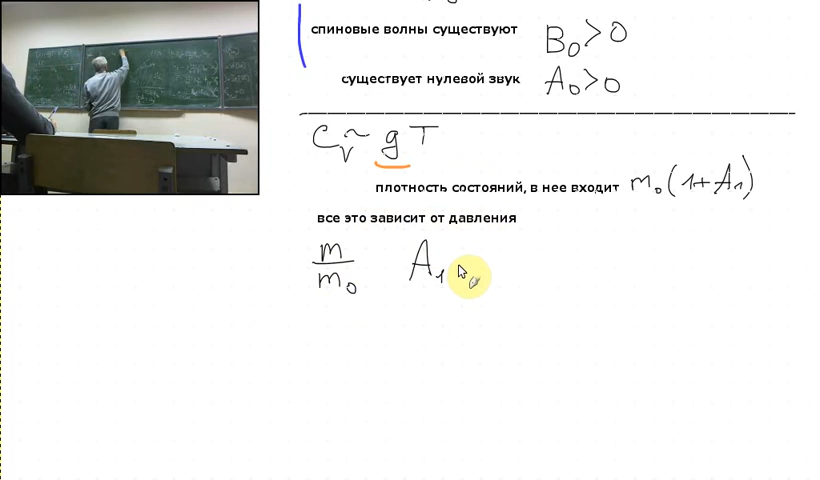 спиновые волны существуют B₀>0
существует нулевой звук A₀>0
C_V ~ g T
плотность состояний, в нее входит m₀(1+A₁)
все это зависит от давления
m/m₀ A₁